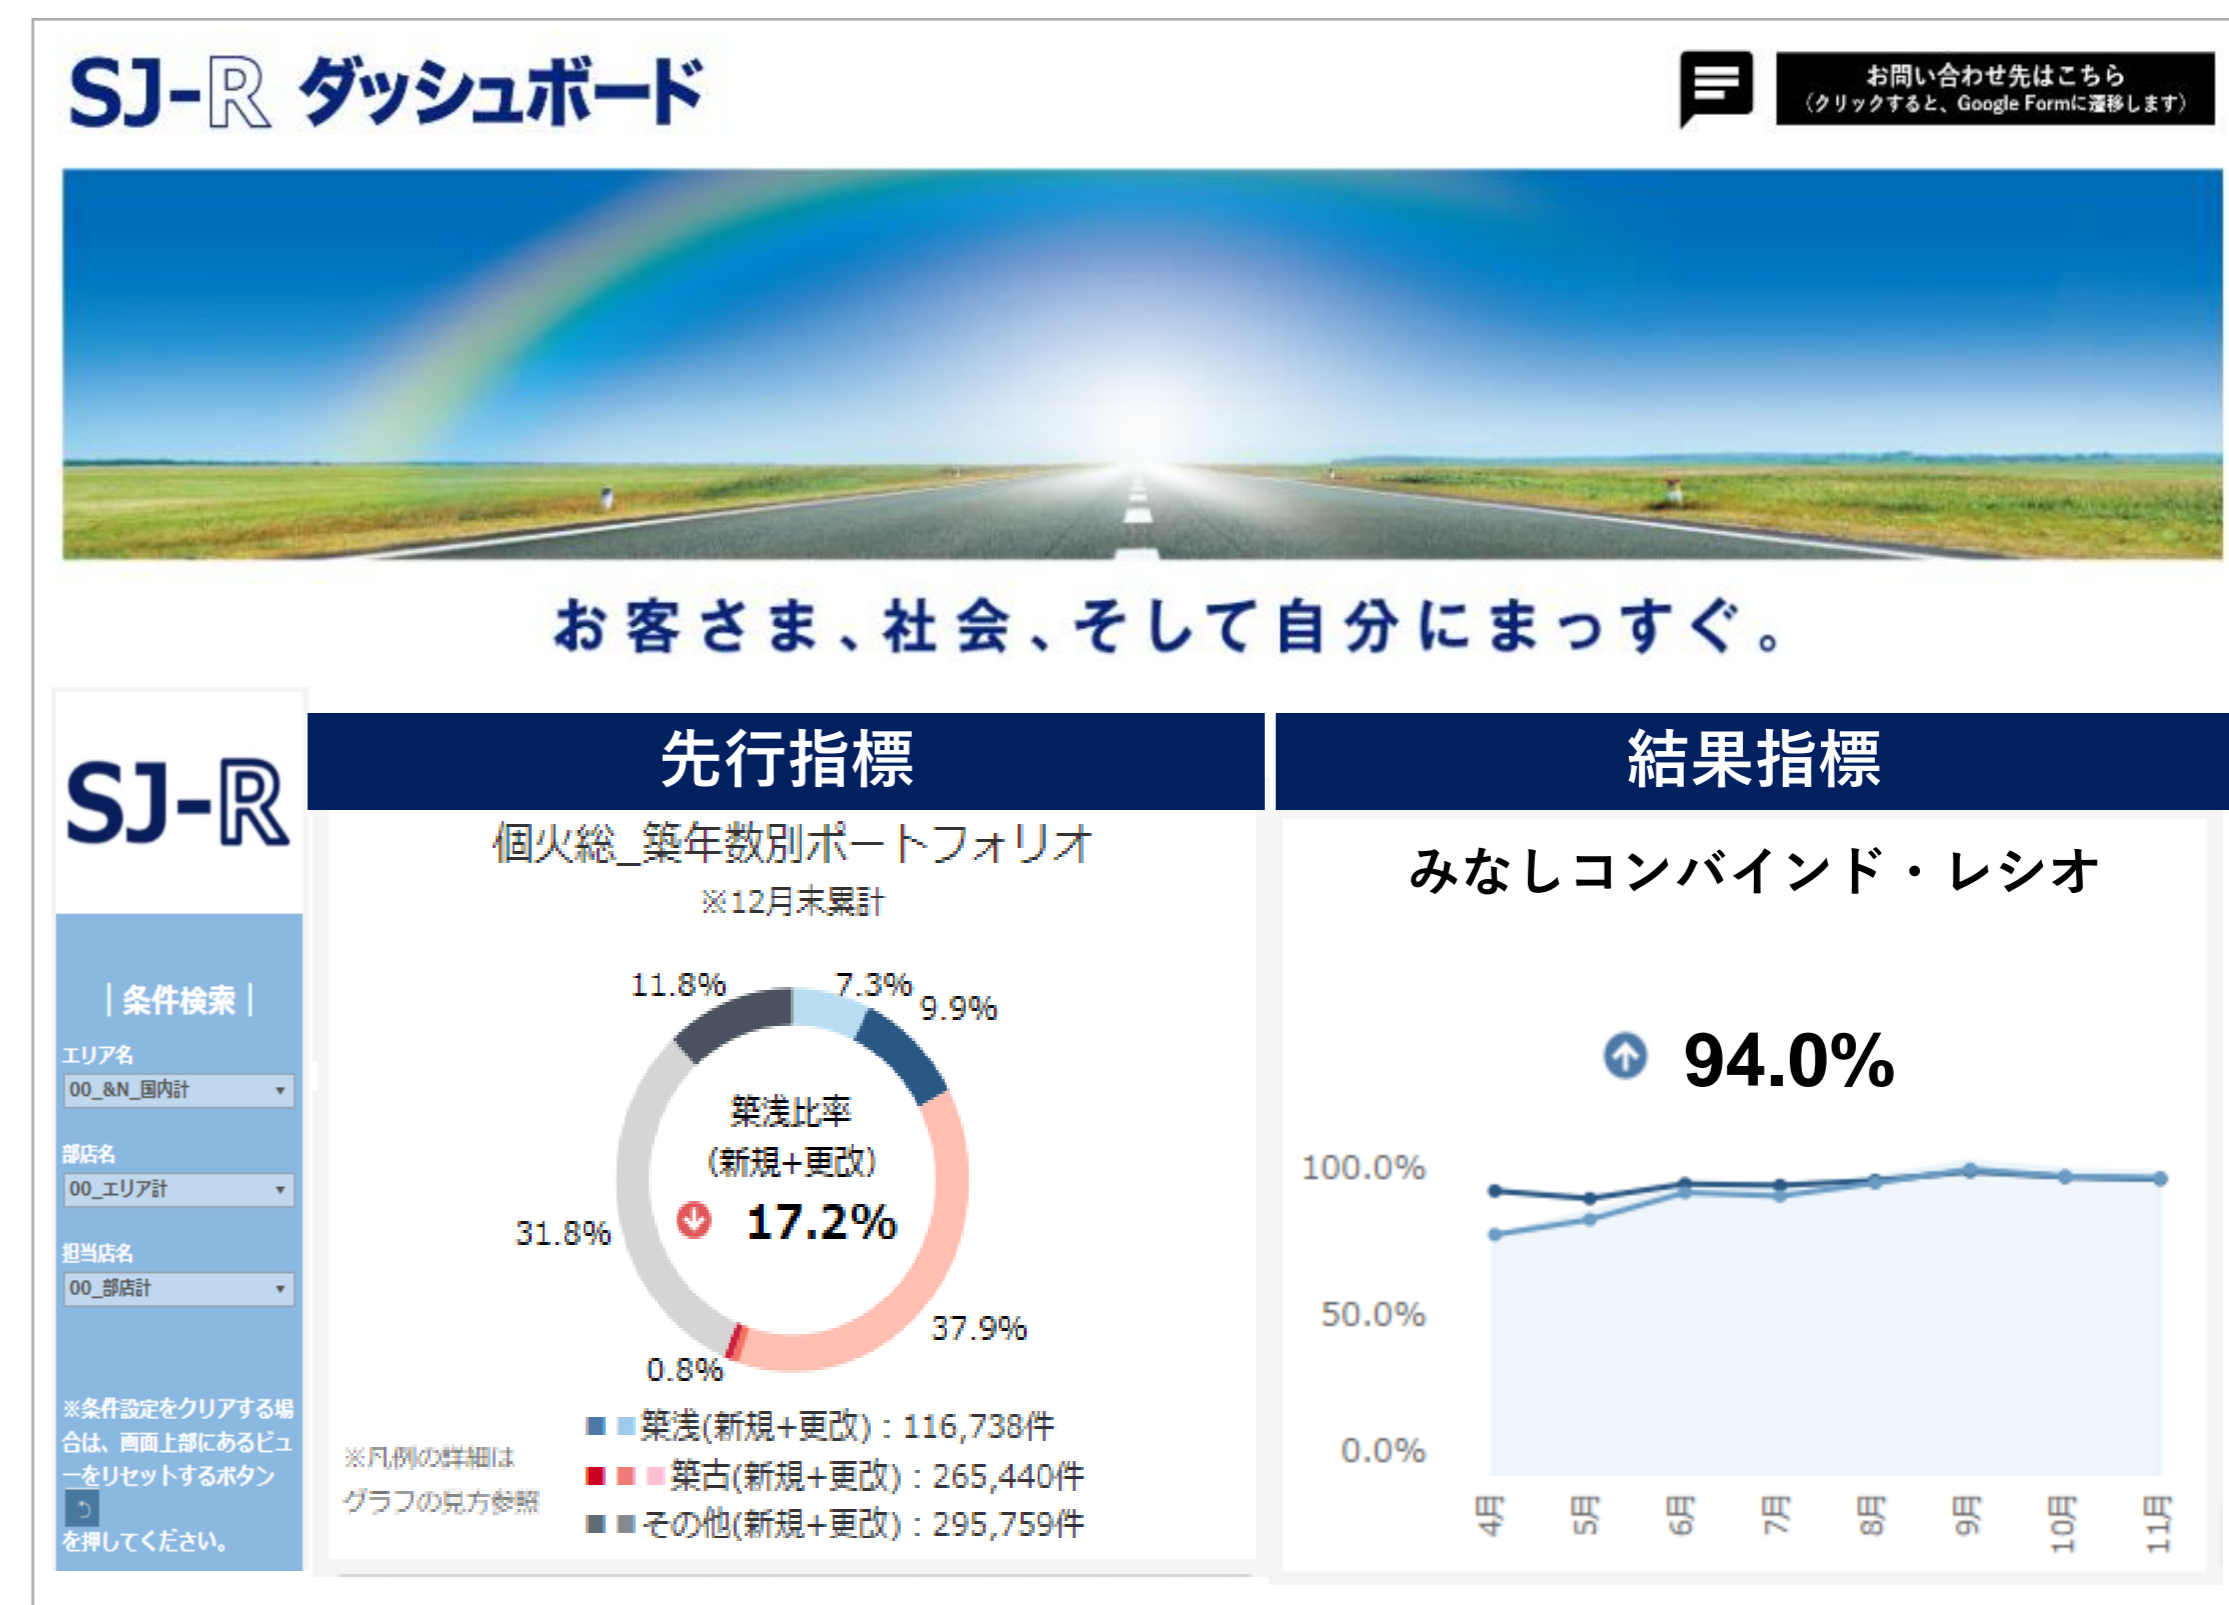 SJ-R ダッシュボード
お問い合わせ先はこちら
（クリックすると、Google Formに遷移します）
お客さま、社会、そして自分にまっすぐ。
SJ-R
｜条件検索｜
エリア名
00_&N_国内計
部店名
00_エリア計
担当店名
00_部店計
※条件設定をクリアする場
合は、画面上部にあるビュ
ーをリセットするボタン
を押してください。
先行指標
個火総_築年数別ポートフォリオ
※12月末累計
11.8%
7.3%
9.9%
築浅比率
(新規+更改)
17.2%
31.8%
37.9%
0.8%
※凡例の詳細は
グラフの見方参照
築浅(新規+更改)：116,738件
築古(新規+更改)：265,440件
その他(新規+更改)：295,759件
結果指標
みなしコンバインド・レシオ
94.0%
100.0%
50.0%
0.0%
4月
5月
6月
7月
8月
9月
10月
11月